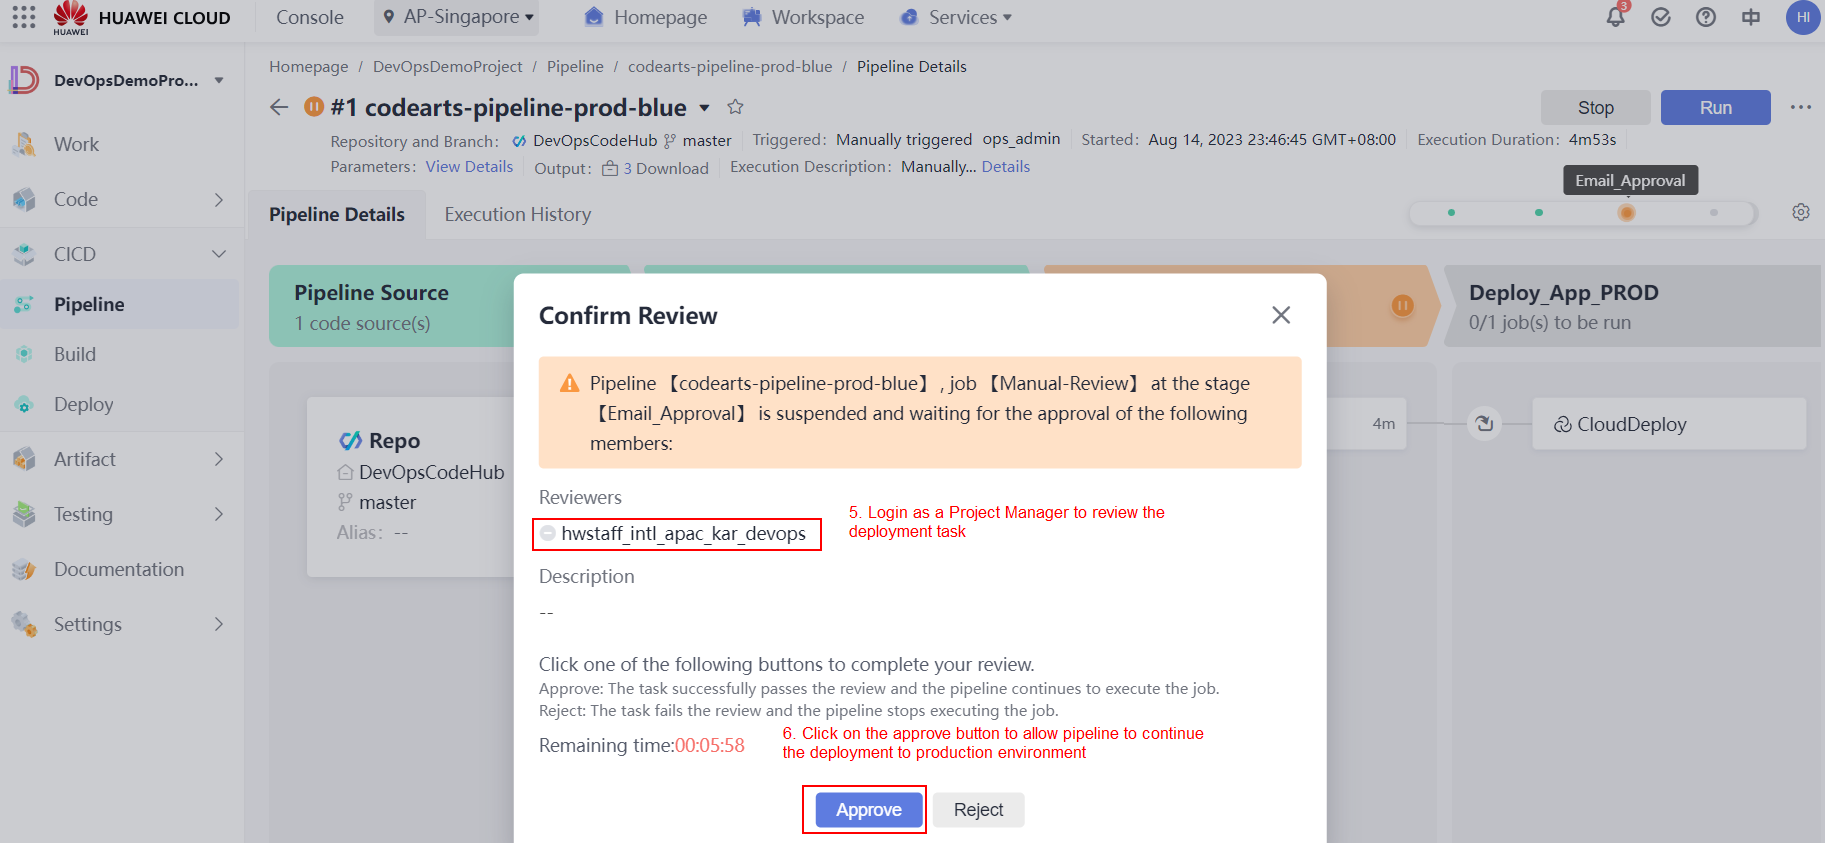 HUAWEI
HUAWEI CLOUD
Console
AP-Singapore
Homepage
Workspace
Services
3
中
HI
DevOpsDemoPro...
Homepage / DevOpsDemoProject / Pipeline / codearts-pipeline-prod-blue / Pipeline Details
#1 codearts-pipeline-prod-blue
Stop
Run
Repository and Branch: DevOpsCodeHub master Triggered: Manually triggered ops_admin Started: Aug 14, 2023 23:46:45 GMT+08:00 Execution Duration: 4m53s
Parameters: View Details Output: 3 Download Execution Description: Manually... Details
Email_Approval
Pipeline Details
Execution History
Work
Code
CICD
Pipeline
Build
Deploy
Artifact
Testing
Documentation
Settings
Pipeline Source
1 code source(s)
Deploy_App_PROD
0/1 job(s) to be run
Repo
DevOpsCodeHub
master
Alias: --
4m
CloudDeploy
Confirm Review
Pipeline 【codearts-pipeline-prod-blue】 , job 【Manual-Review】 at the stage
【Email_Approval】 is suspended and waiting for the approval of the following
members:
Reviewers
hwstaff_intl_apac_kar_devops
5. Login as a Project Manager to review the
deployment task
Description
--
Click one of the following buttons to complete your review.
Approve: The task successfully passes the review and the pipeline continues to execute the job.
Reject: The task fails the review and the pipeline stops executing the job.
Remaining time:00:05:58
6. Click on the approve button to allow pipeline to continue
the deployment to production environment
Approve
Reject